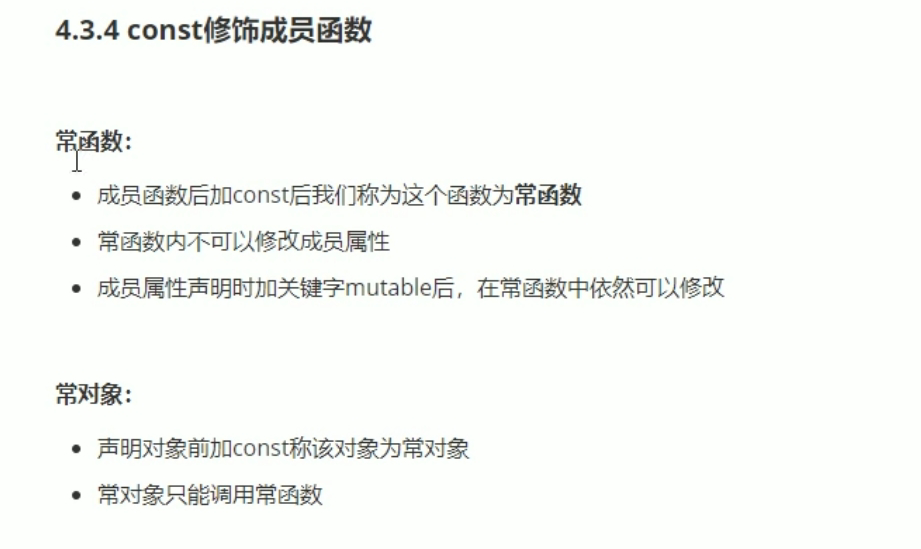 4.3.4 const修饰成员函数
常函数：
成员函数后加const后我们称为这个函数为常函数
常函数内不可以修改成员属性
成员属性声明时加关键字mutable后，在常函数中依然可以修改
常对象：
声明对象前加const称该对象为常对象
常对象只能调用常函数